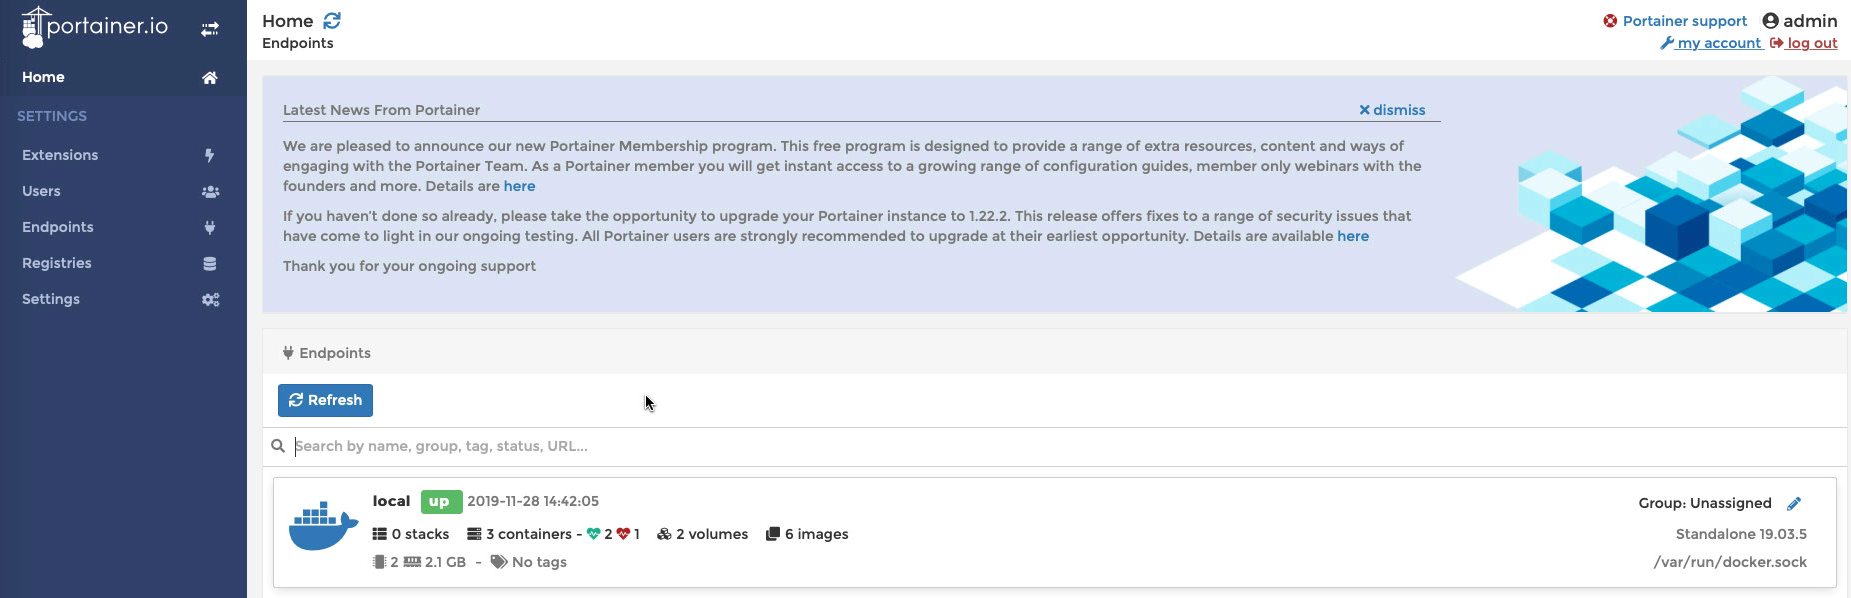 portainer.io
Home
SETTINGS
Extensions
Users
Endpoints
Registries
Settings
Home
Endpoints
Portainer support admin
my account log out
Latest News From Portainer
dismiss
We are pleased to announce our new Portainer Membership program. This free program is designed to provide a range of extra resources, content and ways of
engaging with the Portainer Team. As a Portainer member you will get instant access to a growing range of configuration guides, member only webinars with the
founders and more. Details are here
If you haven't done so already, please take the opportunity to upgrade your Portainer instance to 1.22.2. This release offers fixes to a range of security issues that
have come to light in our ongoing testing. All Portainer users are strongly recommended to upgrade at their earliest opportunity. Details are available here
Thank you for your ongoing support
Endpoints
Refresh
Search by name, group, tag, status, URL...
local up 2019-11-28 14:42:05
Group: Unassigned
0 stacks 3 containers - 2 1 2 volumes 6 images
Standalone 19.03.5
2 2.1 GB - No tags
/var/run/docker.sock